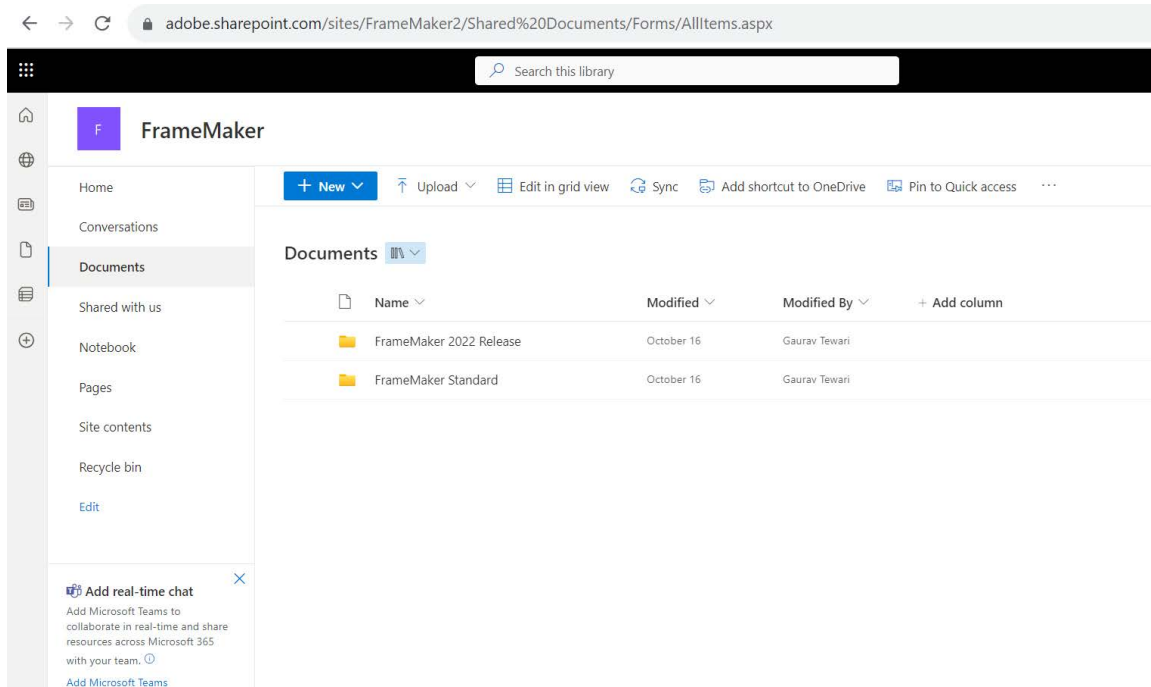 adobe.sharepoint.com/sites/FrameMaker2/Shared%20Documents/Forms/AllItems.aspx
Search this library
F FrameMaker
Home
Conversations
Documents
Shared with us
Notebook
Pages
Site contents
Recycle bin
Edit
Add real-time chat
Add Microsoft Teams to
collaborate in real-time and share
resources across Microsoft 365
with your team.
Add Microsoft Teams
+ New Upload Edit in grid view Sync Add shortcut to OneDrive Pin to Quick access ...
Documents
Name Modified Modified By + Add column
FrameMaker 2022 Release October 16 Gaurav Tewari
FrameMaker Standard October 16 Gaurav Tewari